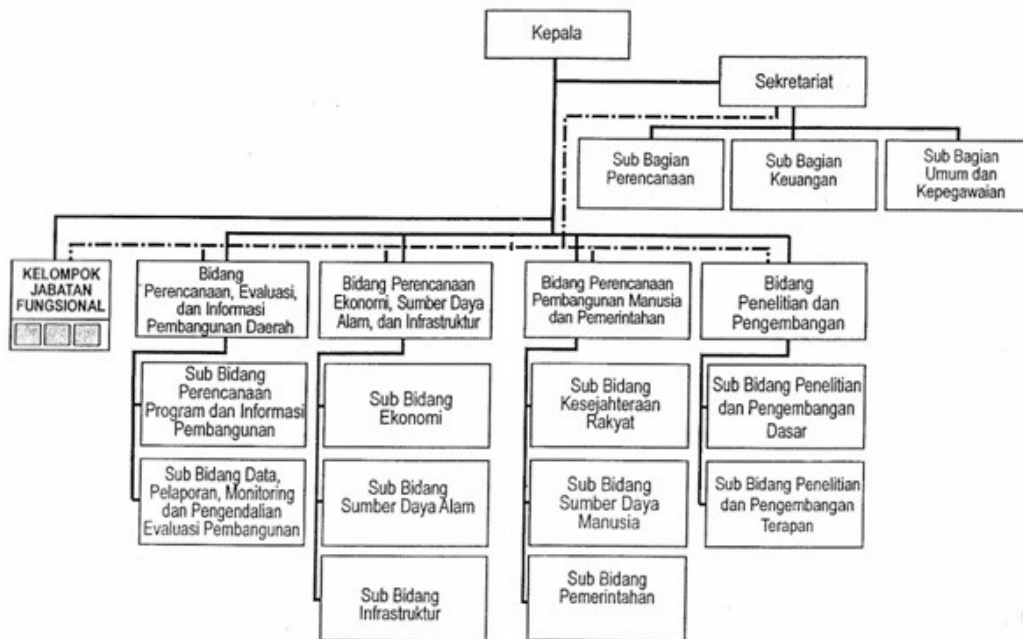 Kepala
Sekretariat
Sub Bagian
Perencanaan
Sub Bagian
Keuangan
Sub Bagian
Umum dan
Kepegawaian
KELOMPOK
JABATAN
FUNGSIONAL
Bidang
Perencanaan, Evaluasi,
dan Informasi
Pembangunan Daerah
Bidang Perencanaan
Ekonomi, Sumber Daya
Alam, dan Infrastruktur
Bidang Perencanaan
Pembangunan Manusia
dan Pemerintahan
Bidang
Penelitian dan
Pengembangan
Sub Bidang
Perencanaan
Program dan Informasi
Pembangunan
Sub Bidang
Ekonomi
Sub Bidang
Kesejahteraan
Rakyat
Sub Bidang Penelitian
dan Pengembangan
Dasar
Sub Bidang Data,
Pelaporan, Monitoring
dan Pengendalian
Evaluasi Pembangunan
Sub Bidang
Sumber Daya Alam
Sub Bidang
Sumber Daya
Manusia
Sub Bidang Penelitian
dan Pengembangan
Terapan
Sub Bidang
Infrastruktur
Sub Bidang
Pemerintahan